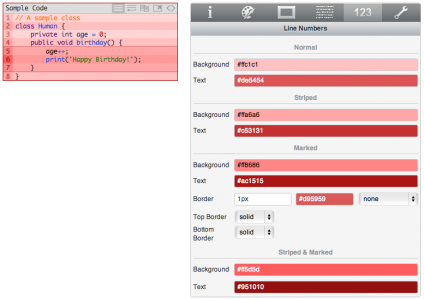 Sample Code
1 // A sample class
2 class Human {
3 private int age = 0;
4 public void birthday() {
5 age++;
6 print('Happy Birthday!');
7 }
8 }
123
Line Numbers
Normal
Background #ffc1c1
Text #de5454
Striped
Background #ffa6a6
Text #c53131
Marked
Background #ff8686
Text #ac1515
Border 1px #d95959 none
Top Border solid
Bottom Border solid
Striped & Marked
Background #ff5d5d
Text #951010